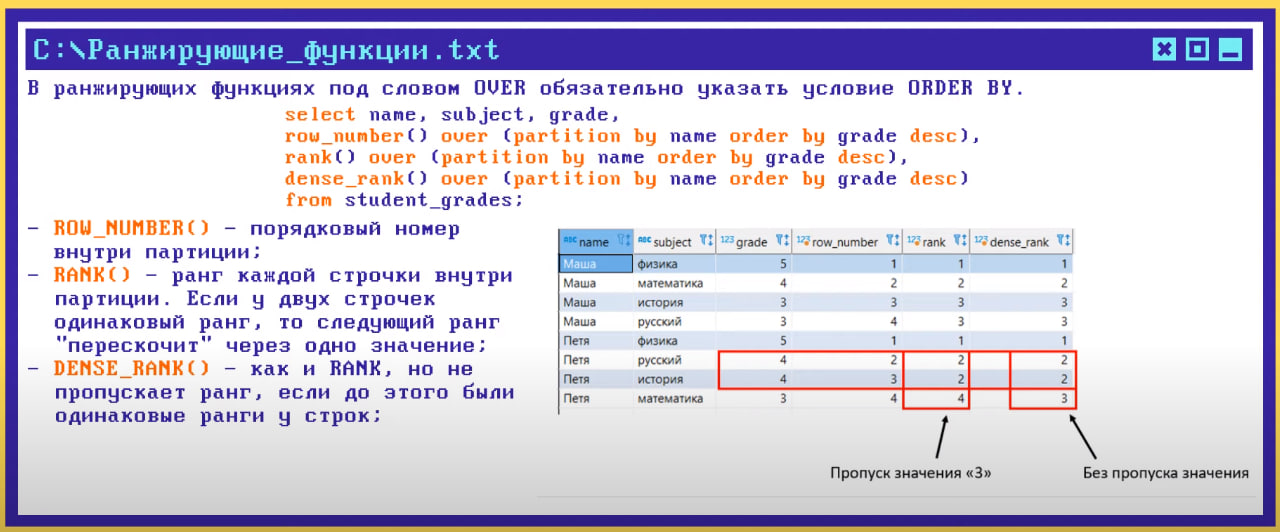 C:\Ранжирующие_функции.txt
В ранжирующих функциях под словом OVER обязательно указать условие ORDER BY.
select name, subject, grade,
row_number() over (partition by name order by grade desc),
rank() over (partition by name order by grade desc),
dense_rank() over (partition by name order by grade desc)
from student_grades;
- ROW_NUMBER() - порядковый номер
внутри партиции;
- RANK() - ранг каждой строчки внутри
партиции. Если у двух строчек
одинаковый ранг, то следующий ранг
"перескочит" через одно значение;
- DENSE_RANK() - как и RANK, но не
пропускает ранг, если до этого были
одинаковые ранги у строк;
ABC name ABC subject 123 grade 123 row_number 123 rank 123 dense_rank
Маша физика 5 1 1 1
Маша математика 4 2 2 2
Маша история 3 3 3 3
Маша русский 3 4 3 3
Петя физика 5 1 1 1
Петя русский 4 2 2 2
Петя история 4 3 2 2
Петя математика 3 4 4 3
Пропуск значения «3»
Без пропуска значения